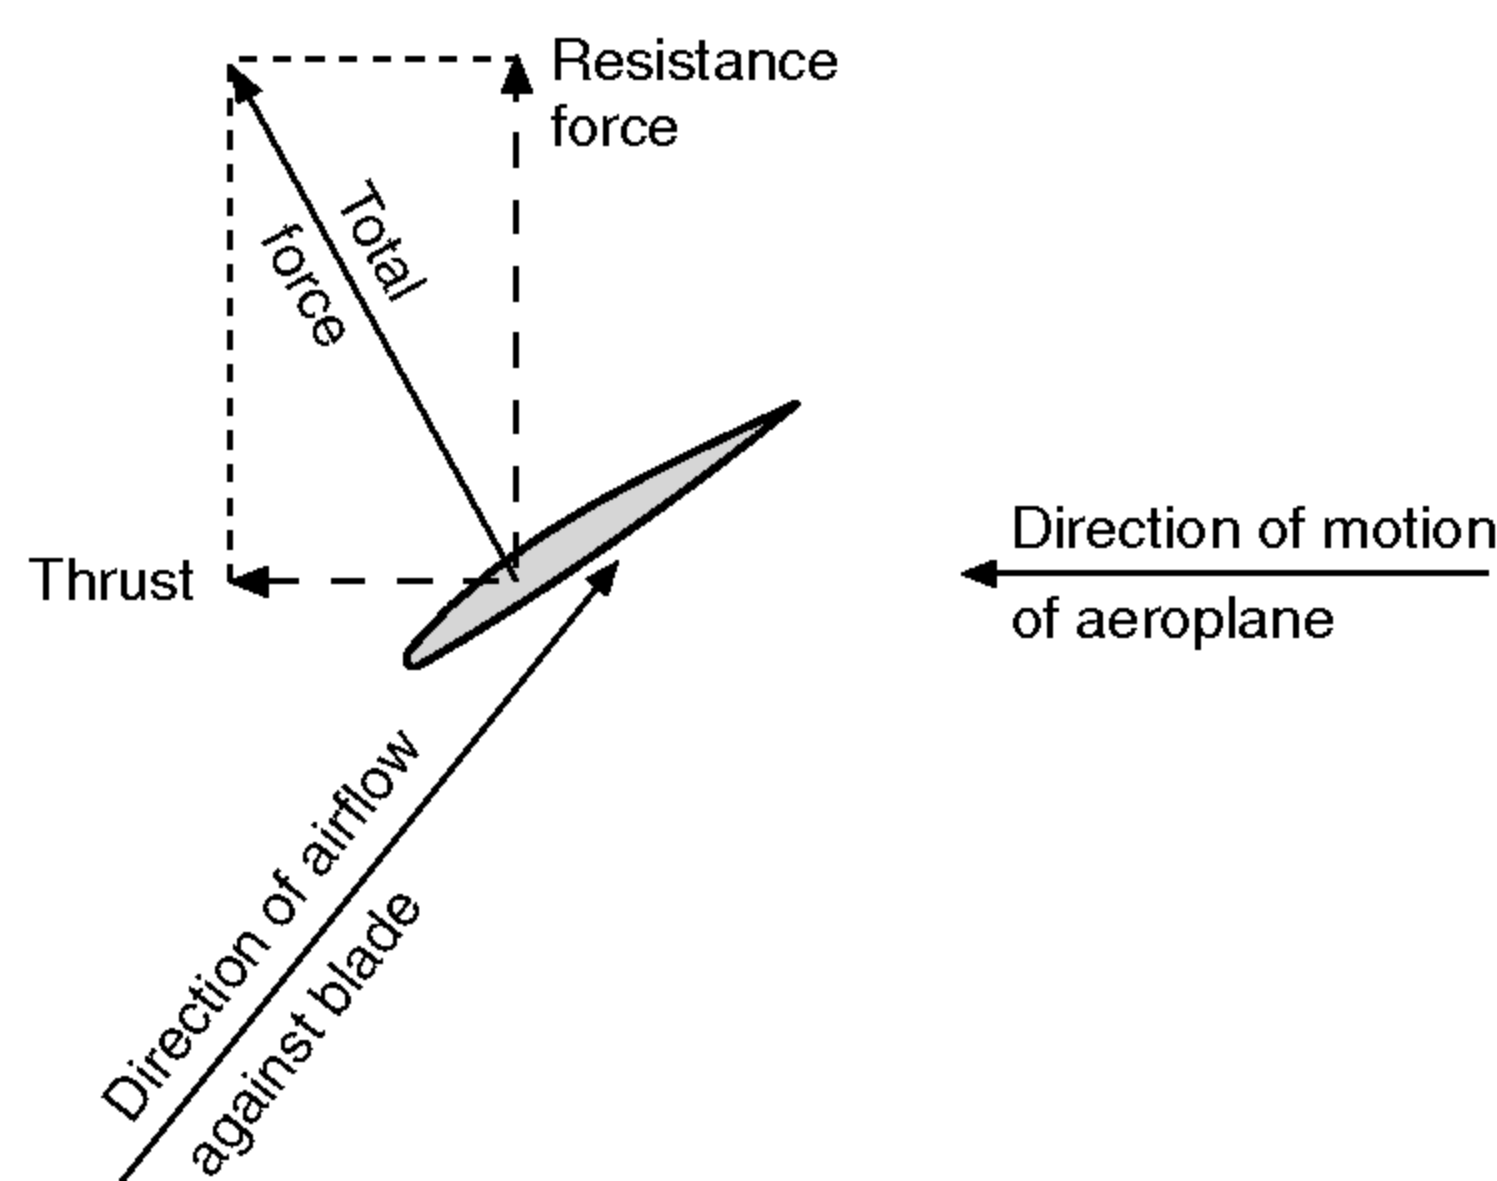 Resistance
force
Total
force
Thrust
Direction of motion
of aeroplane
Direction of airflow
against blade